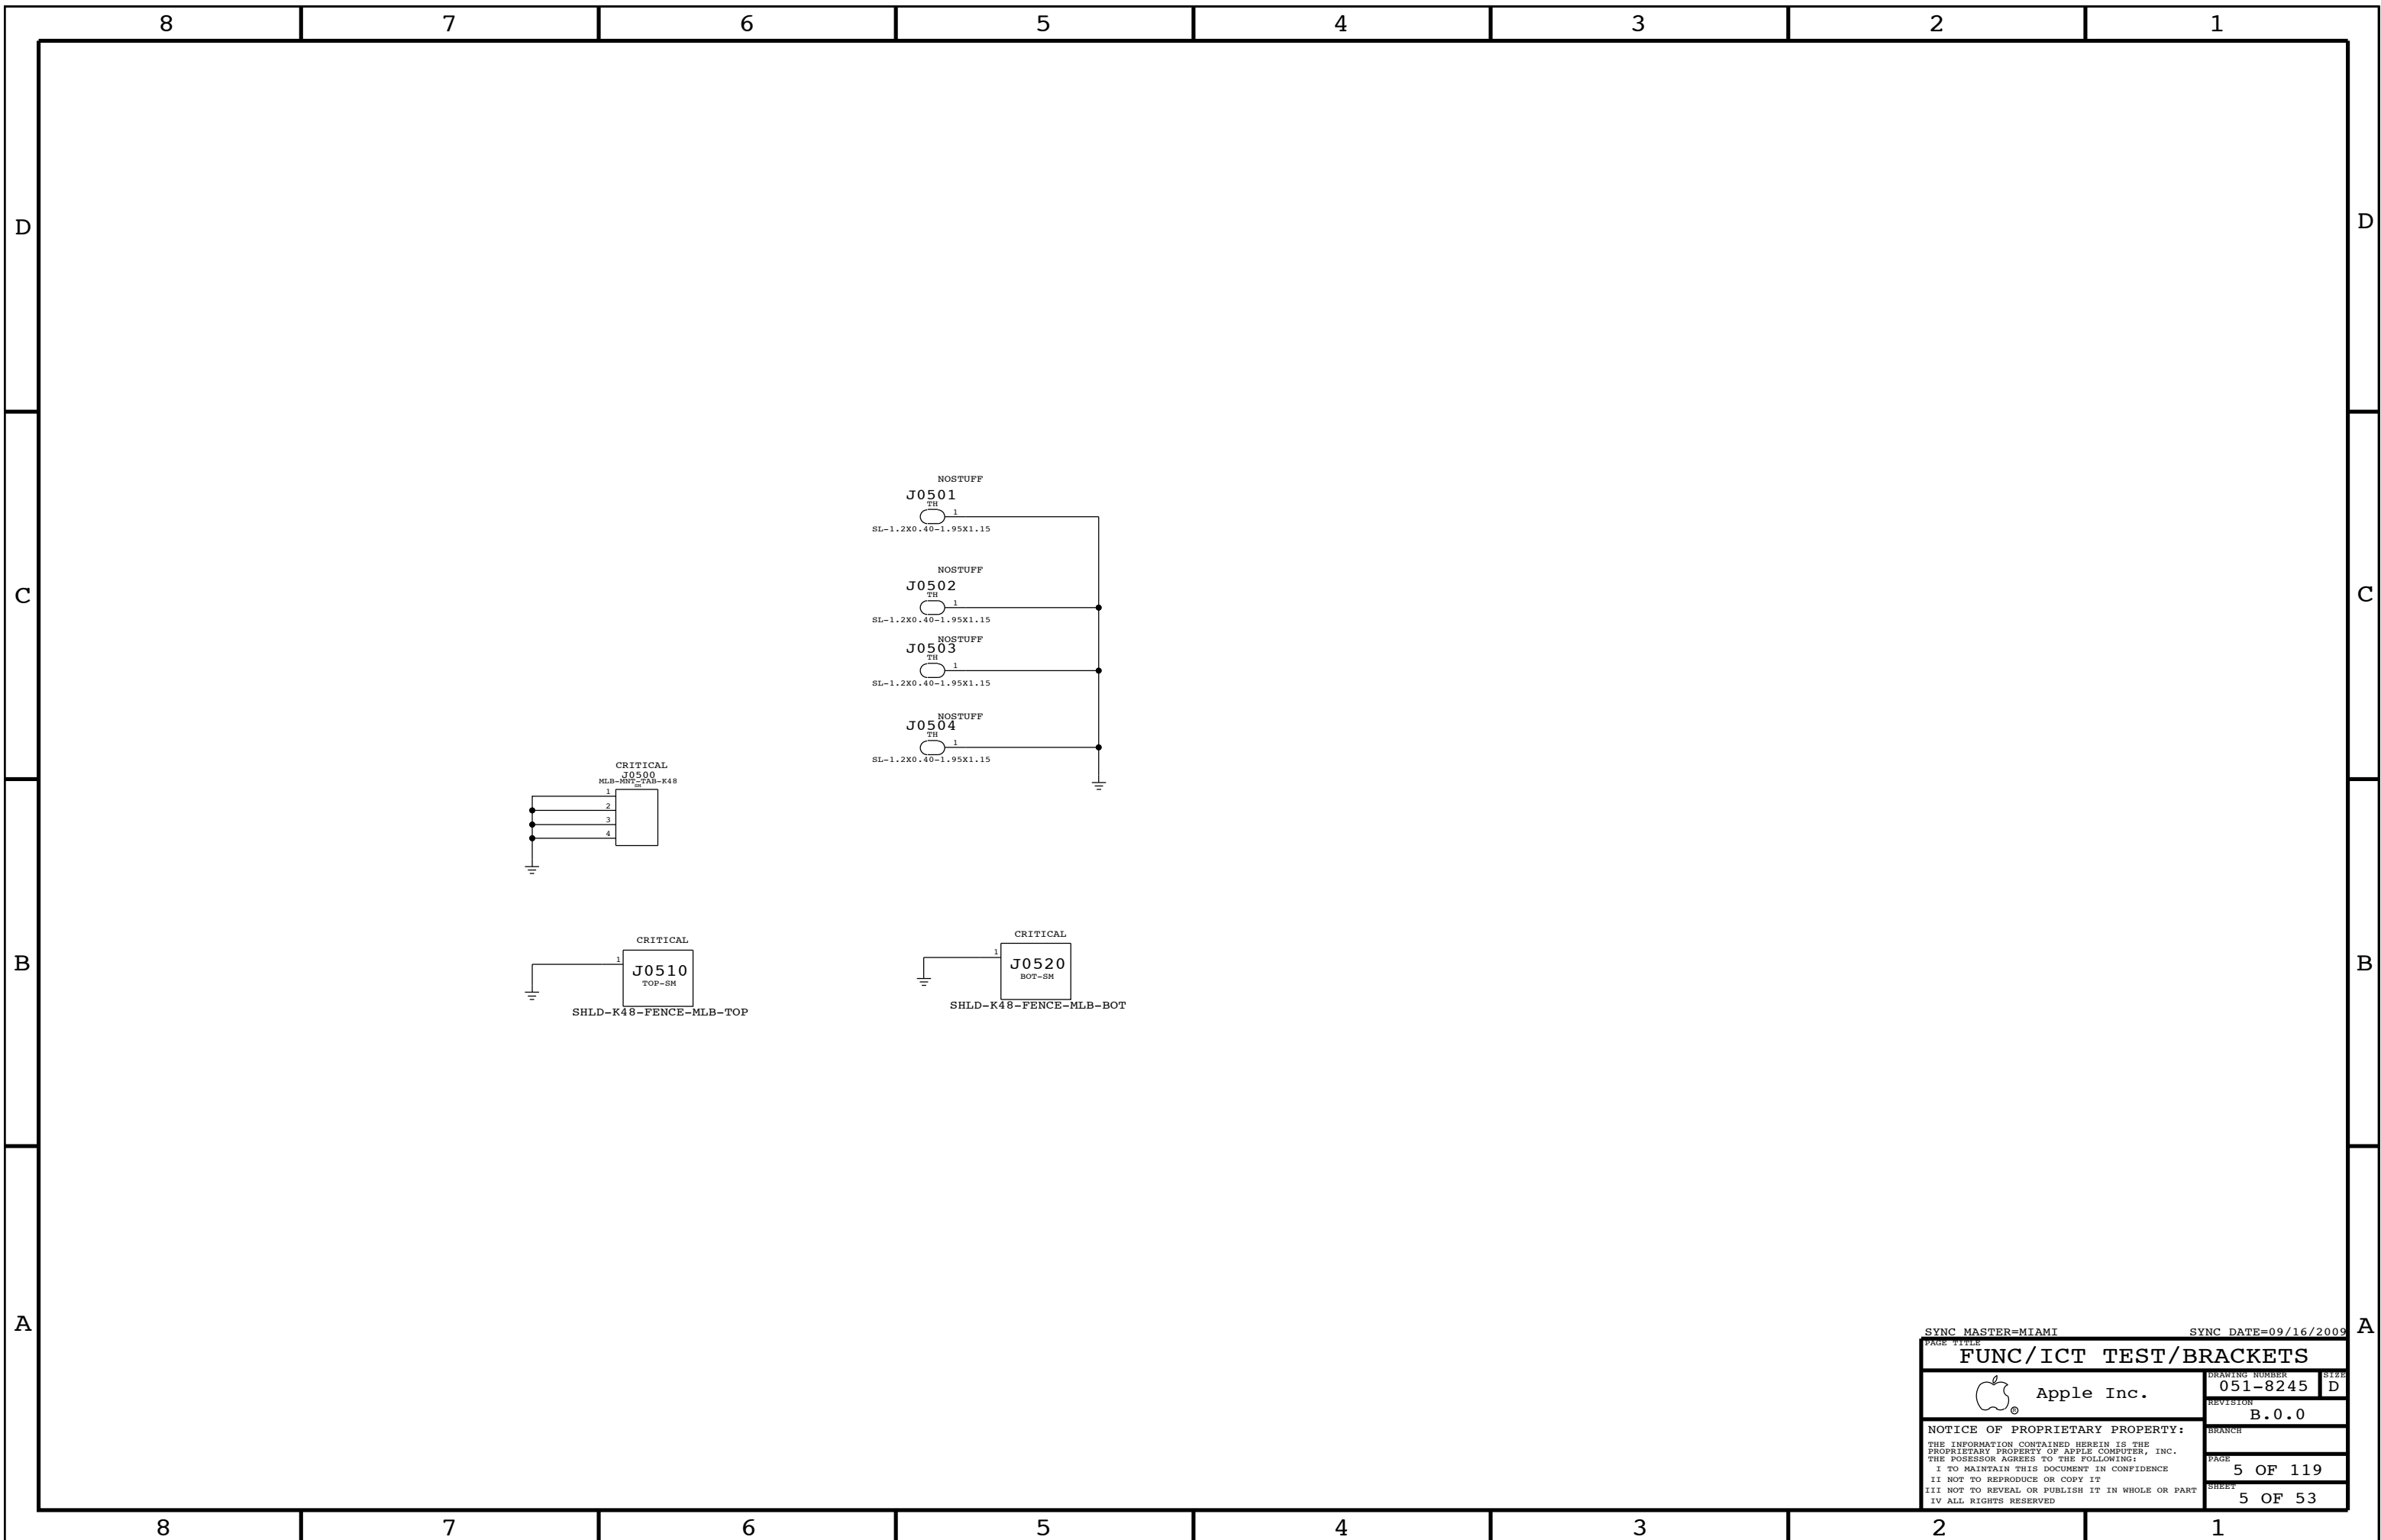 8 7 6 5 4 3 2 1
D D
NOSTUFF
J0501
TH
1
SL-1.2X0.40-1.95X1.15
NOSTUFF
J0502
TH
1
SL-1.2X0.40-1.95X1.15
C C
NOSTUFF
J0503
TH
1
SL-1.2X0.40-1.95X1.15
NOSTUFF
J0504
TH
1
SL-1.2X0.40-1.95X1.15
CRITICAL
J0500
MLB-MNT-TAB-K48
SM
1
2
3
4
CRITICAL
1
J0510
TOP-SM
SHLD-K48-FENCE-MLB-TOP
CRITICAL
1
J0520
BOT-SM
SHLD-K48-FENCE-MLB-BOT
B B
A A
SYNC MASTER=MIAMI SYNC DATE=09/16/2009
PAGE TITLE
FUNC/ICT TEST/BRACKETS
Apple Inc.
®
DRAWING NUMBER
051-8245
SIZE
D
REVISION
B.0.0
BRANCH
PAGE
5 OF 119
SHEET
5 OF 53
NOTICE OF PROPRIETARY PROPERTY:
THE INFORMATION CONTAINED HEREIN IS THE
PROPRIETARY PROPERTY OF APPLE COMPUTER, INC.
THE POSESSOR AGREES TO THE FOLLOWING:
I TO MAINTAIN THIS DOCUMENT IN CONFIDENCE
II NOT TO REPRODUCE OR COPY IT
III NOT TO REVEAL OR PUBLISH IT IN WHOLE OR PART
IV ALL RIGHTS RESERVED
8 7 6 5 4 3 2 1